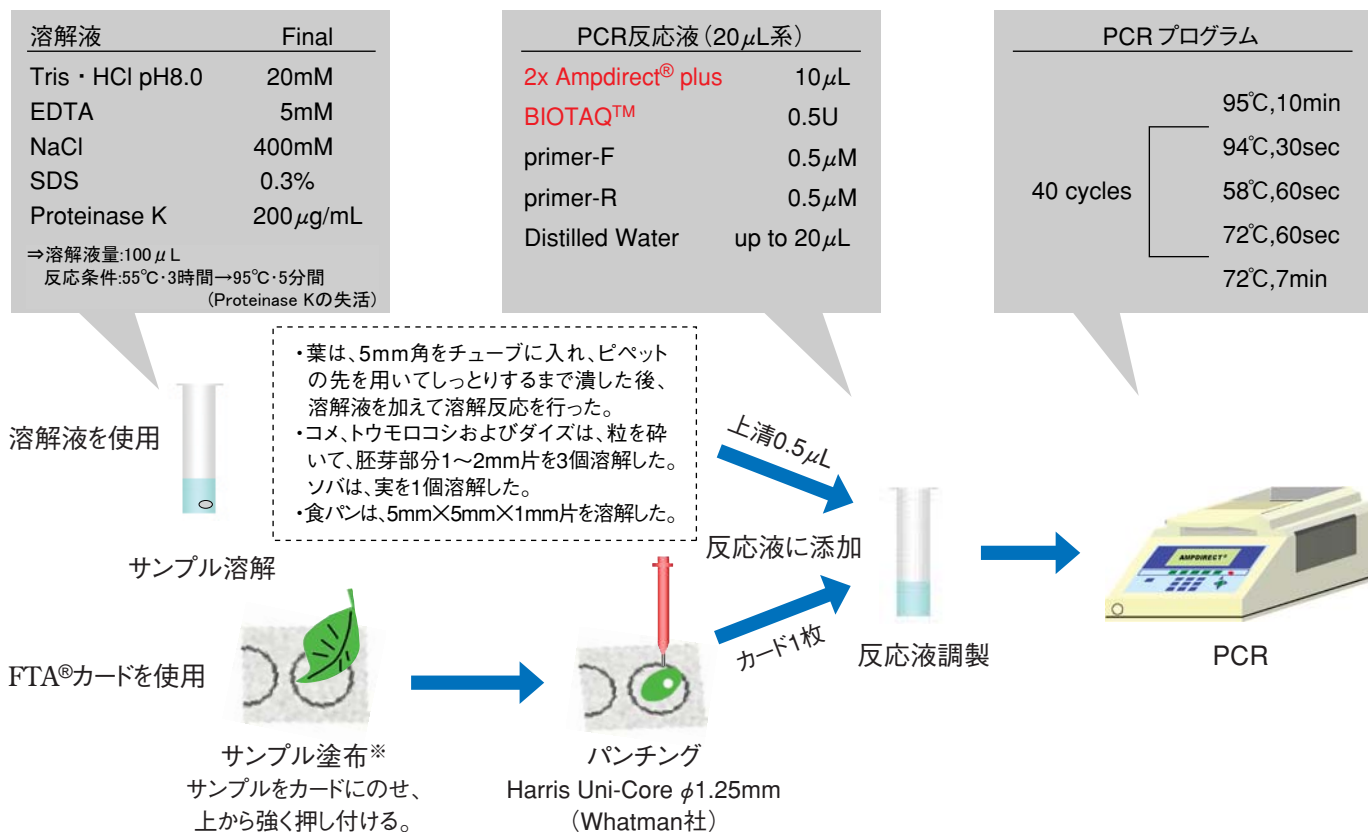 溶解液 Final
Tris・HCl pH8.0 20mM
EDTA 5mM
NaCl 400mM
SDS 0.3%
Proteinase K 200μg/mL
⇒溶解液量:100μL
反応条件:55℃・3時間→95℃・5分間
(Proteinase Kの失活)
PCR反応液(20μL系)
2x Ampdirect® plus 10μL
BIOTAQ™ 0.5U
primer-F 0.5μM
primer-R 0.5μM
Distilled Water up to 20μL
PCR プログラム
95℃,10min
94℃,30sec
40 cycles 58℃,60sec
72℃,60sec
72℃,7min
・葉は、5mm角をチューブに入れ、ピペット
の先を用いてしっとりするまで潰した後、
溶解液を加えて溶解反応を行った。
・コメ、トウモロコシおよびダイズは、粒を砕
いて、胚芽部分1〜2mm片を3個溶解した。
ソバは、実を1個溶解した。
・食パンは、5mm×5mm×1mm片を溶解した。
溶解液を使用
サンプル溶解
上清0.5μL
反応液に添加
カード1枚
反応液調製
AMPDIRECT®
PCR
FTA®カードを使用
サンプル塗布※
サンプルをカードにのせ、
上から強く押し付ける。
パンチング
Harris Uni-Core φ1.25mm
(Whatman社)